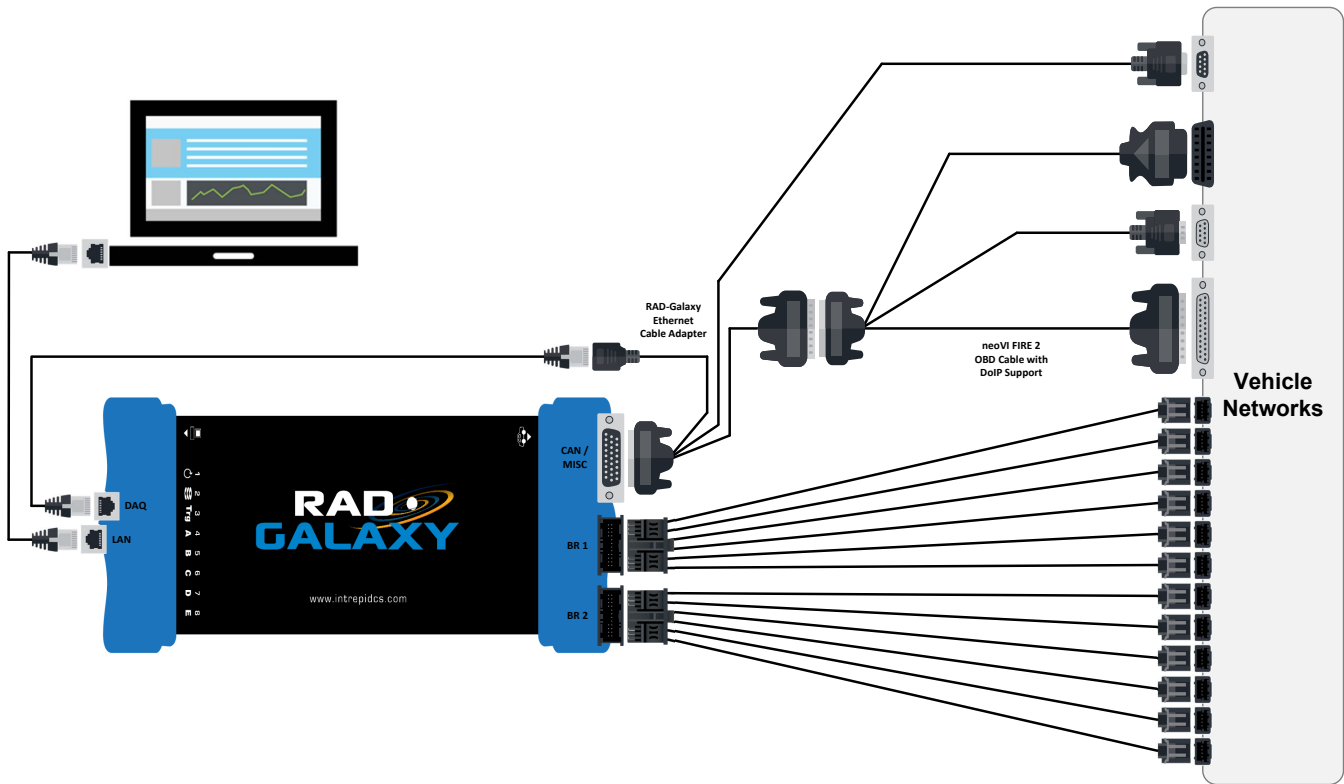 RAD-Galaxy
Ethernet
Cable Adapter
neoVI FIRE 2
OBD Cable with
DoIP Support
Vehicle
Networks
CAN /
MISC
DAQ
LAN
1
2
Trg 3
A 4
B 5
C 6
D 7
E 8
RAD
GALAXY
www.intrepidcs.com
BR 1
BR 2